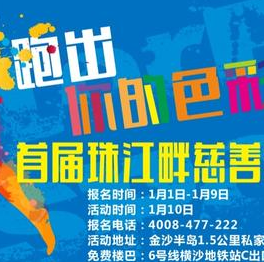 跑出
你的色彩
首届珠江畔慈善
报名时间：1月1日-1月9日
活动时间：1月10日
报名电话：4008-477-222
活动地址：金沙半岛1.5公里私家
免费楼巴：6号线横沙地铁站C出